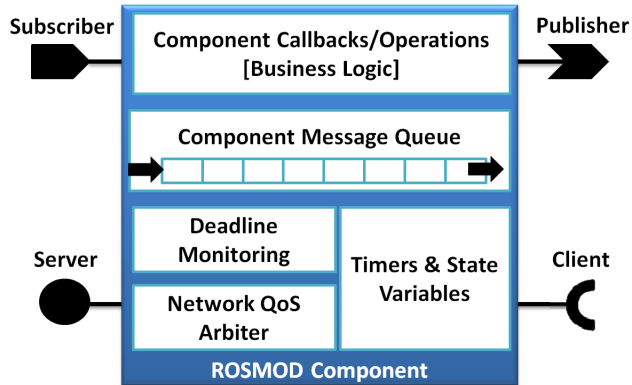 Subscriber
Component Callbacks/Operations
[Business Logic]
Publisher
Component Message Queue
Deadline
Monitoring
Timers & State
Variables
Server
Client
Network QoS
Arbiter
ROSMOD Component